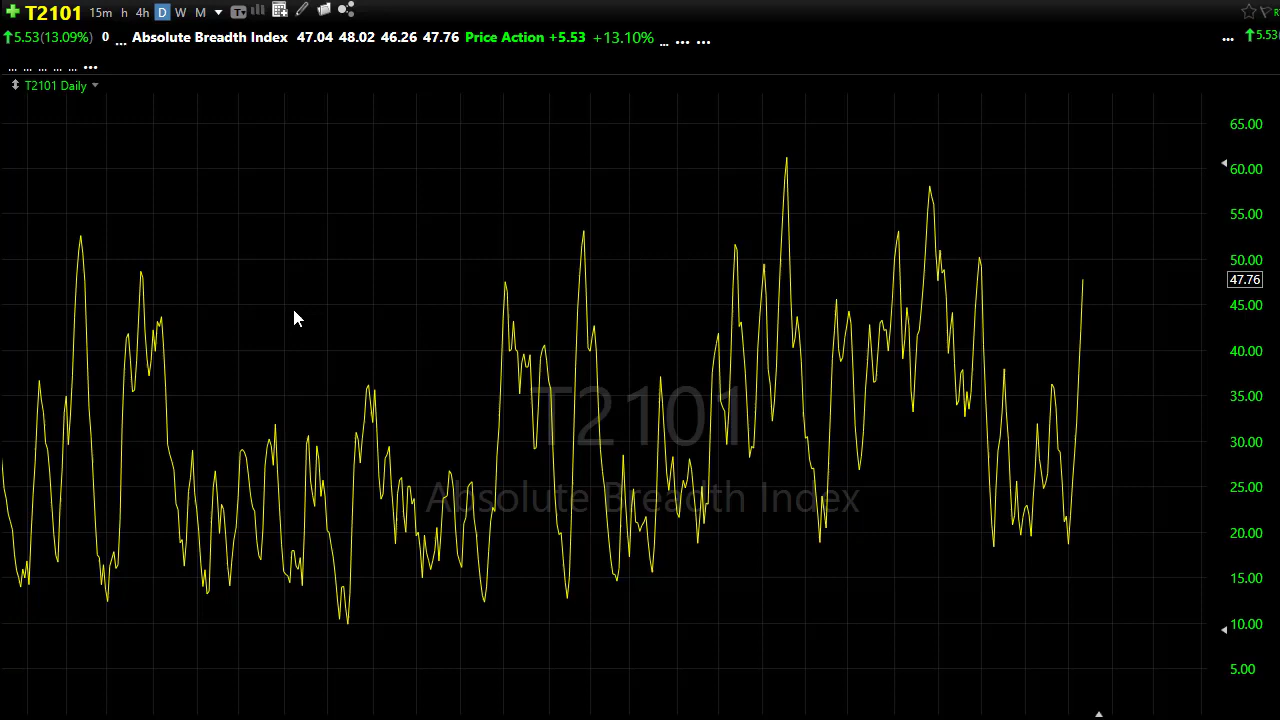 T2101 15m h 4h D W M T
5.53(13.09%) 0 ... Absolute Breadth Index 47.04 48.02 46.26 47.76 Price Action +5.53 +13.10% ... ... ... ... 5.53(
... ... ... ... ... ...
T2101 Daily
65.00
60.00
55.00
50.00
47.76
45.00
40.00
35.00
30.00
25.00
20.00
15.00
10.00
5.00
T2101
Absolute Breadth Index